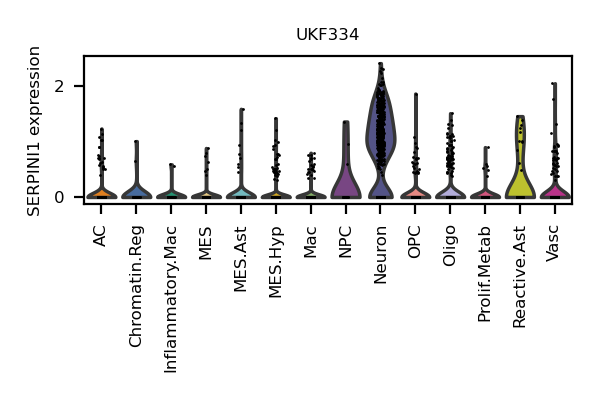 UKF334
SERPINI1 expression
2
0
AC
Chromatin.Reg
Inflammatory.Mac
MES
MES.Ast
MES.Hyp
Mac
NPC
Neuron
OPC
Oligo
Prolif.Metab
Reactive.Ast
Vasc